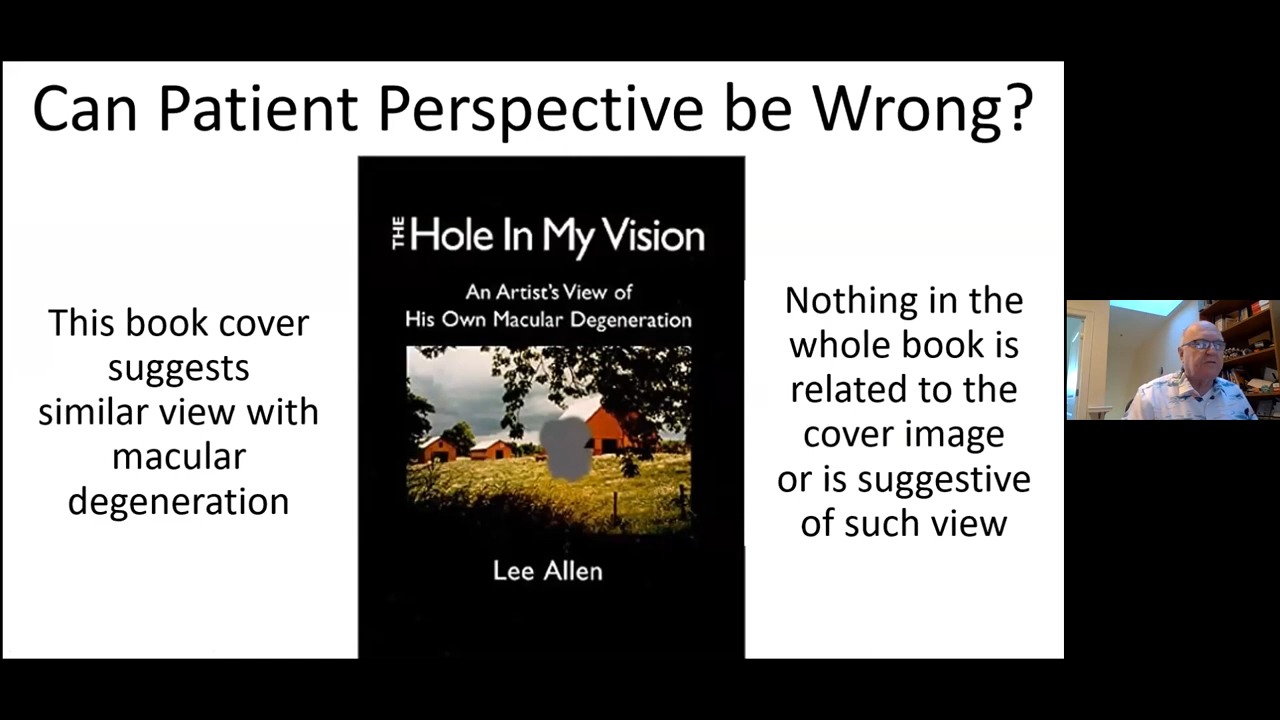 Can Patient Perspective be Wrong?
This book cover
suggests
similar view with
macular
degeneration
THE Hole In My Vision
An Artist's View of
His Own Macular Degeneration
Lee Allen
Nothing in the
whole book is
related to the
cover image
or is suggestive
of such view